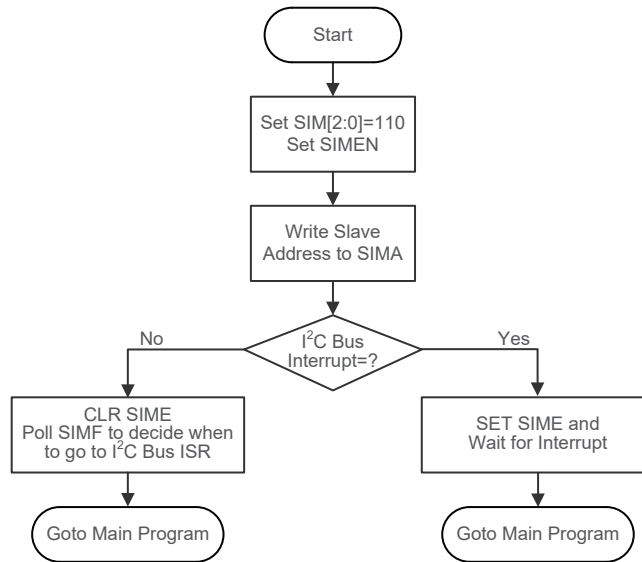 Start
Set SIM[2:0]=110
Set SIMEN
Write Slave
Address to SIMA
I²C Bus
Interrupt=?
No
Yes
CLR SIME
Poll SIMF to decide when
to go to I²C Bus ISR
SET SIME and
Wait for Interrupt
Goto Main Program
Goto Main Program